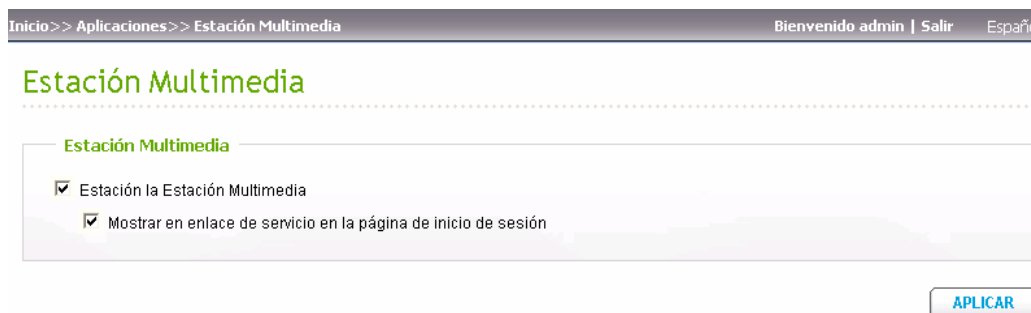 Inicio>> Aplicaciones>> Estación Multimedia
Bienvenido admin | Salir
Estación Multimedia
Estación Multimedia
Estación la Estación Multimedia
Mostrar en enlace de servicio en la página de inicio de sesión
APLICAR